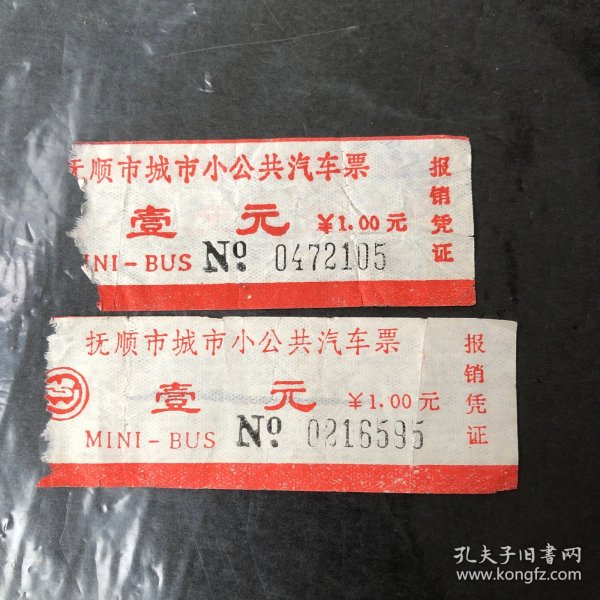 抚顺市城市小公共汽车票
壹 元 ¥1.00元
INI-BUS № 0472105
报销凭证
抚顺市城市小公共汽车票
壹 元 ¥1.00元
MINI-BUS № 0216595
报销凭证
孔夫子旧书网
www.kongfz.com